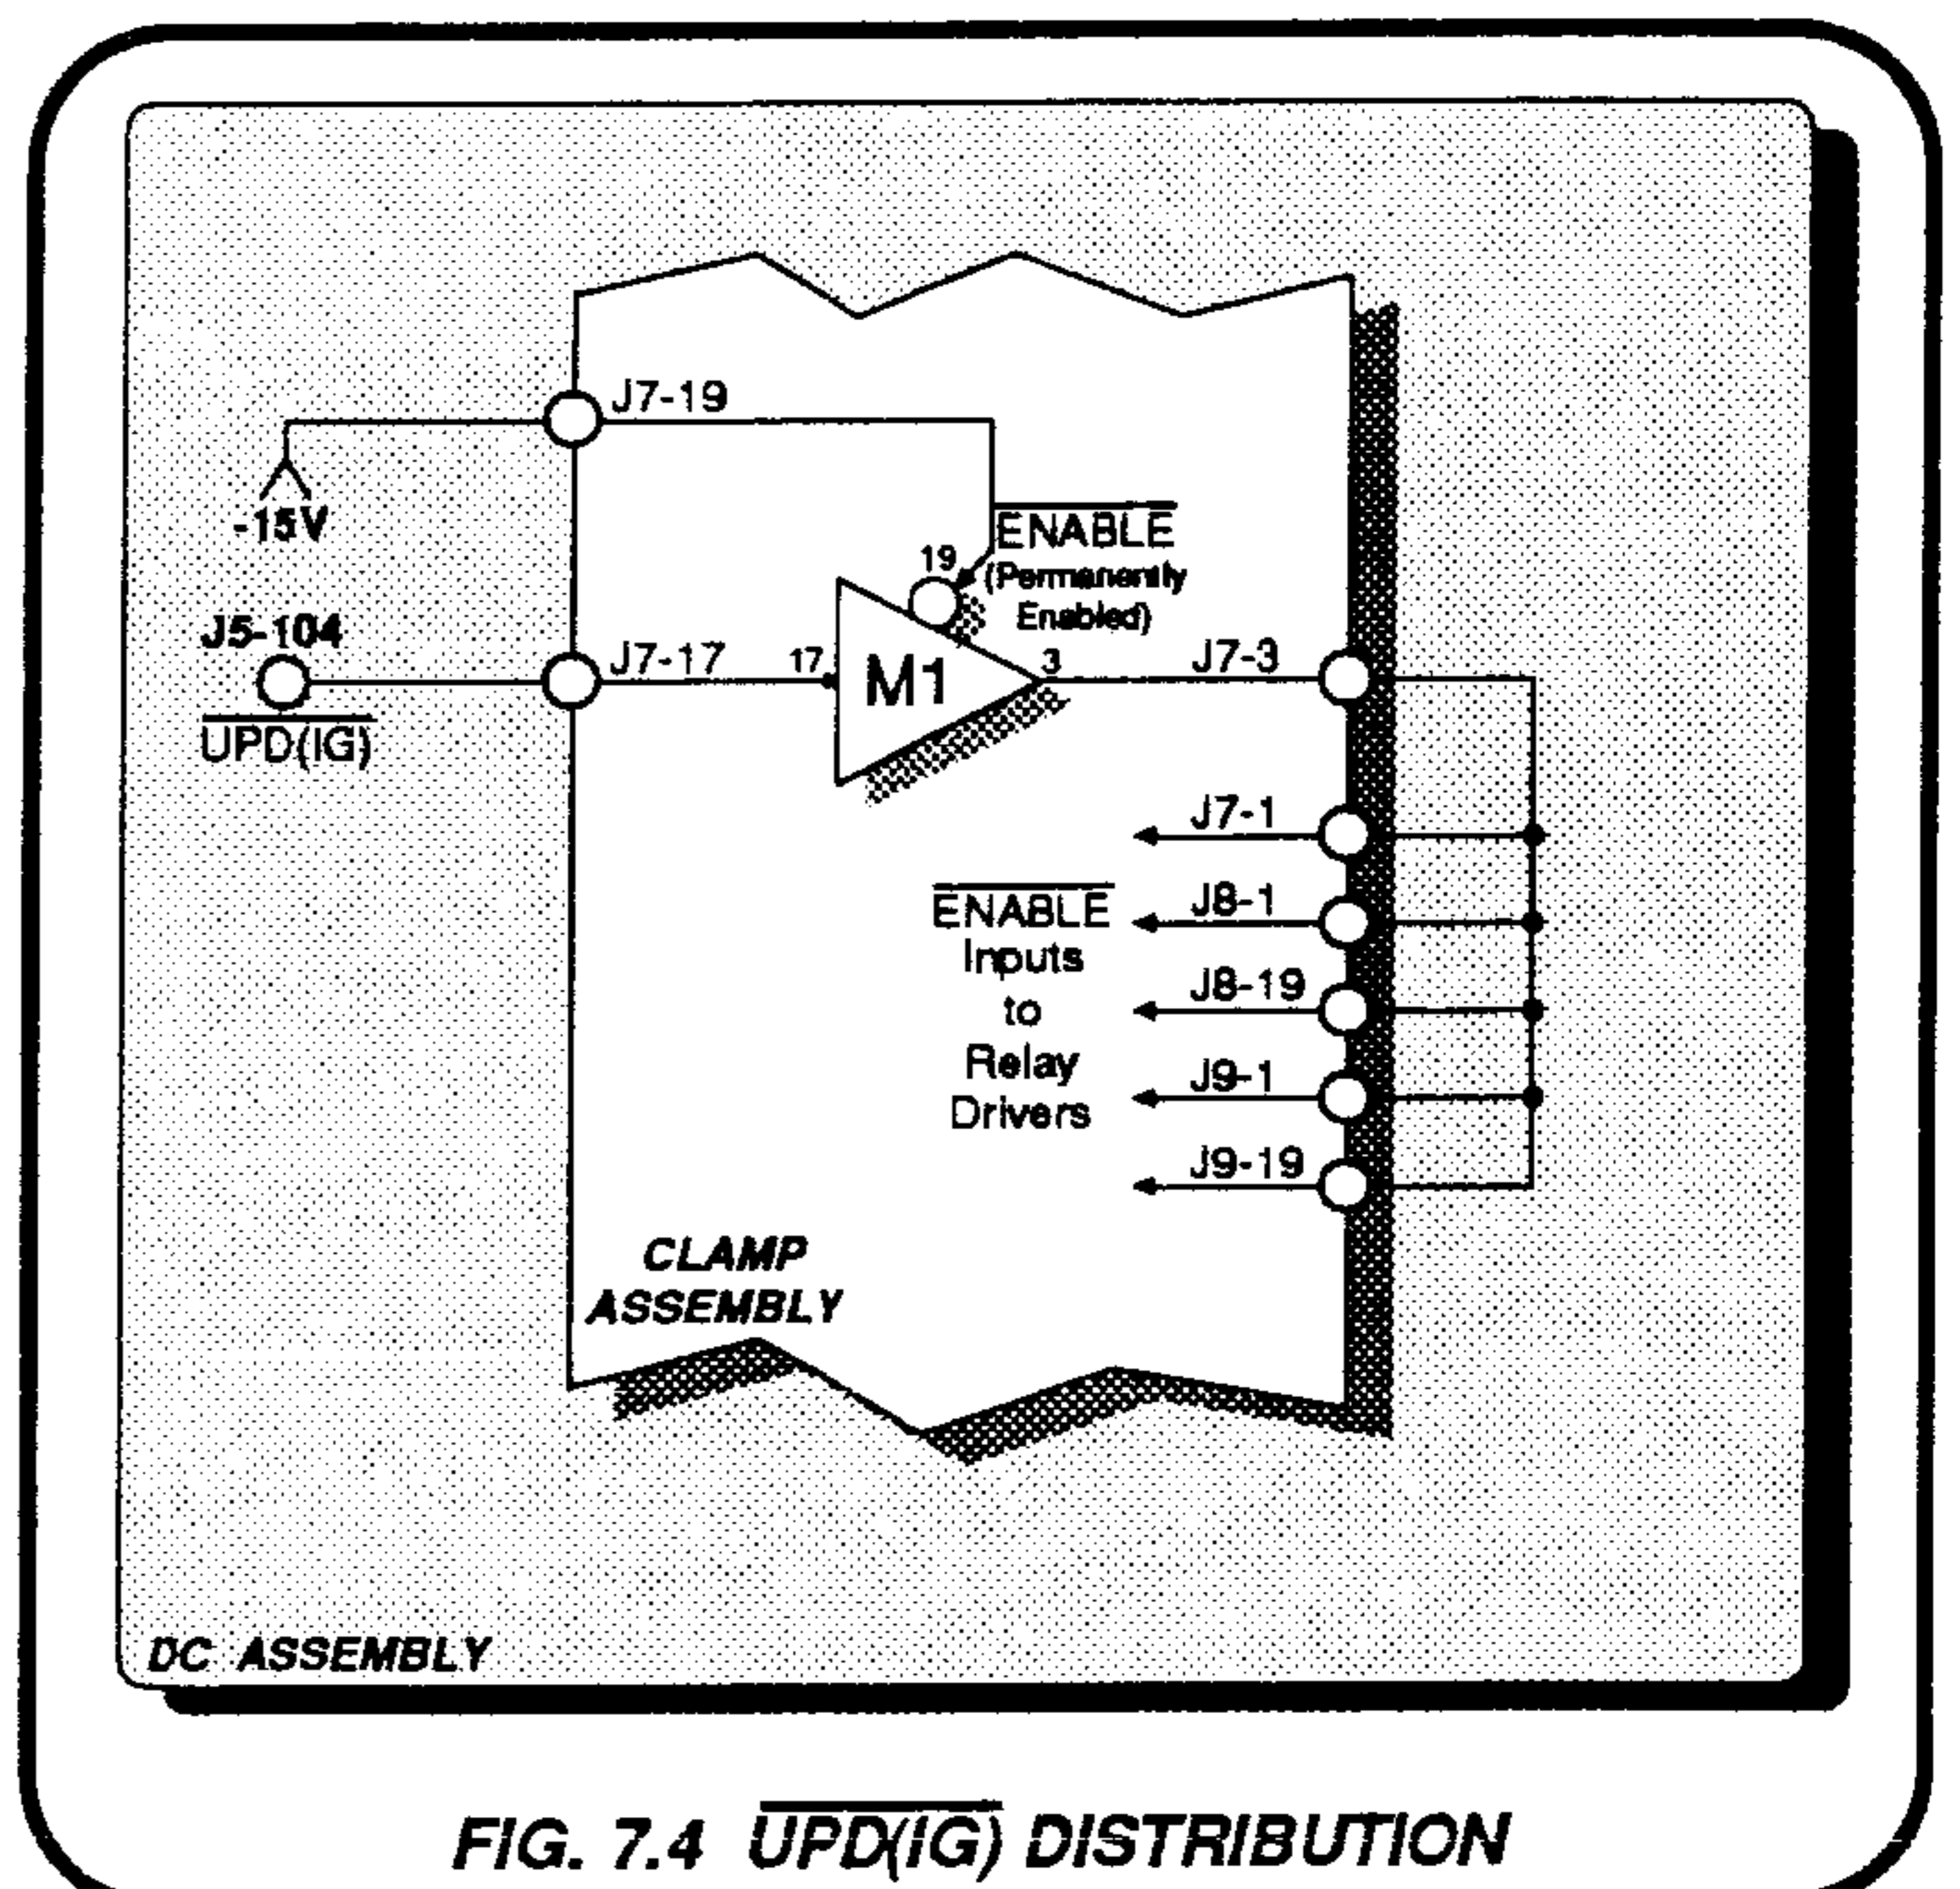 J7-19
-15V
ENABLE
19
(Permanently
Enabled)
J5-104
J7-17
17
M1
3
J7-3
UPD(IG)
J7-1
ENABLE
J8-1
Inputs
J8-19
to
Relay
J9-1
Drivers
J9-19
CLAMP
ASSEMBLY
DC ASSEMBLY
FIG. 7.4 UPD(IG) DISTRIBUTION